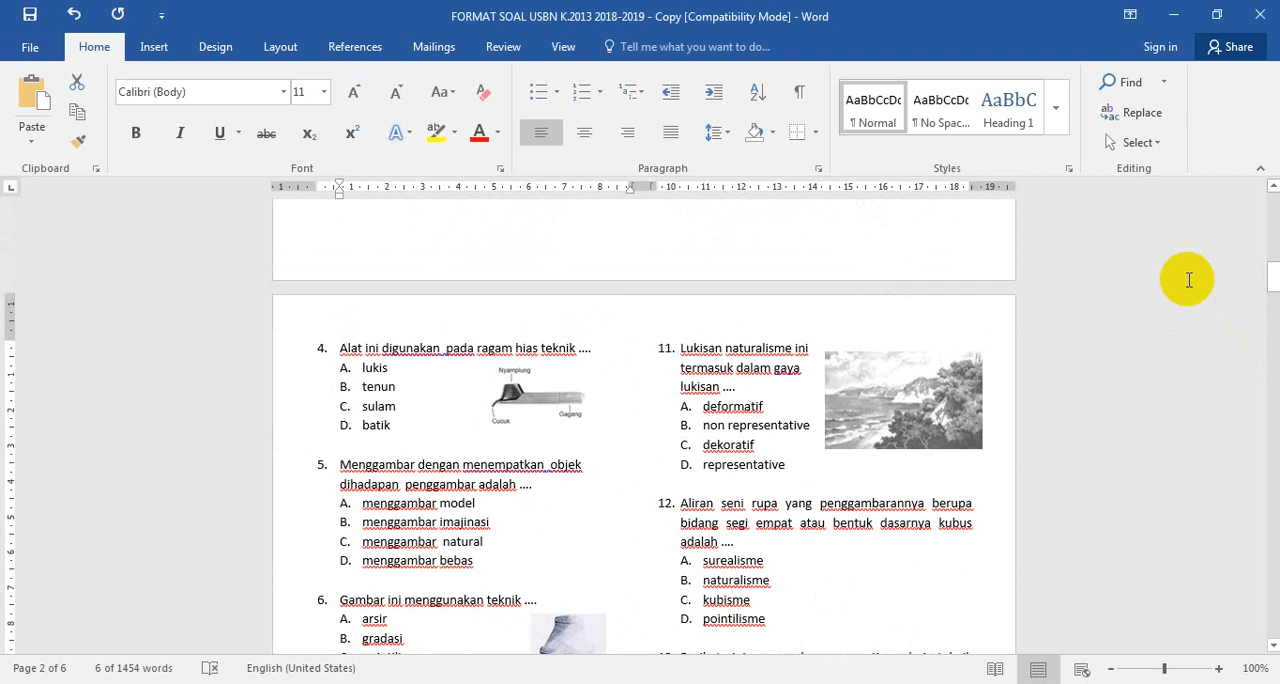 FORMAT SOAL USBN K.2013 2018-2019 - Copy [Compatibility Mode] - Word
File Home Insert Design Layout References Mailings Review View Tell me what you want to do... Sign in Share
Paste
Clipboard
Calibri (Body) 11
Font
Paragraph
AaBbCcDc AaBbCcDc AaBbC
¶ Normal ¶ No Spac... Heading 1
Styles
Find
Replace
Select
Editing
4. Alat ini digunakan pada ragam hias teknik ....
A. lukis
B. tenun
C. sulam
D. batik
Nyamplung
Cucuk
Gagang
5. Menggambar dengan menempatkan objek
dihadapan penggambar adalah ....
A. menggambar model
B. menggambar imajinasi
C. menggambar natural
D. menggambar bebas
6. Gambar ini menggunakan teknik ....
A. arsir
B. gradasi
11. Lukisan naturalisme ini
termasuk dalam gaya
lukisan ....
A. deformatif
B. non representative
C. dekoratif
D. representative
12. Aliran seni rupa yang penggambarannya berupa
bidang segi empat atau bentuk dasarnya kubus
adalah ....
A. surealisme
B. naturalisme
C. kubisme
D. pointilisme
Page 2 of 6 6 of 1454 words English (United States) 100%